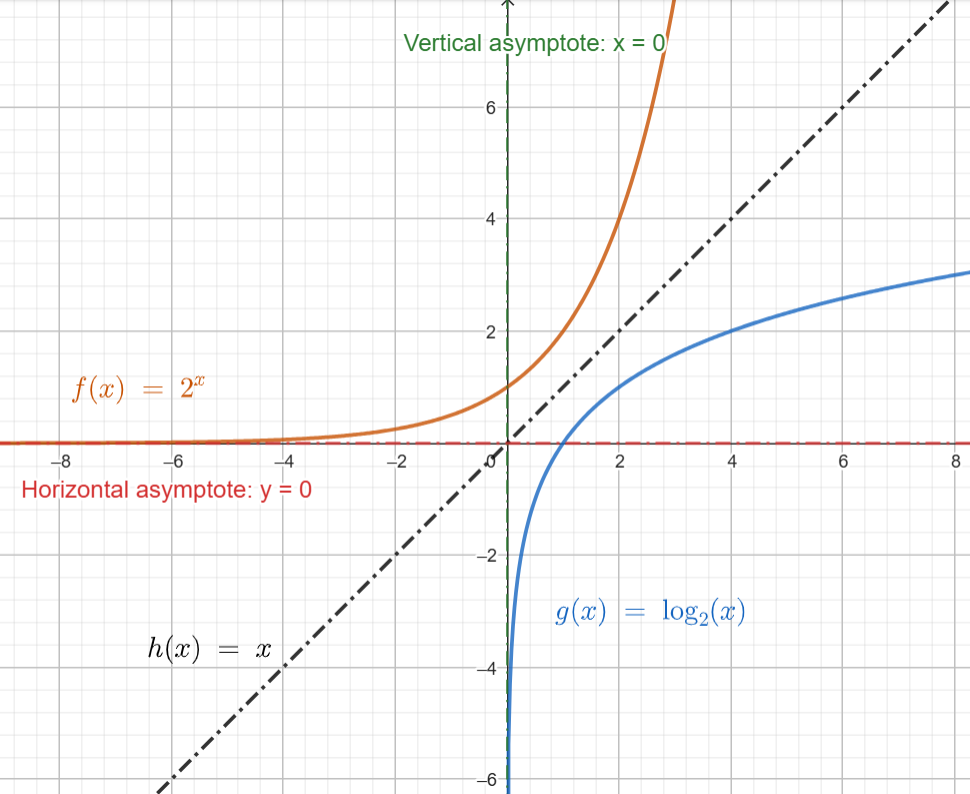 Vertical asymptote: x = 0
6
4
2
f(x) = 2^x
−8 −6 −4 −2 0 2 4 6 8
Horizontal asymptote: y = 0
−2
g(x) = log₂(x)
h(x) = x
−4
−6